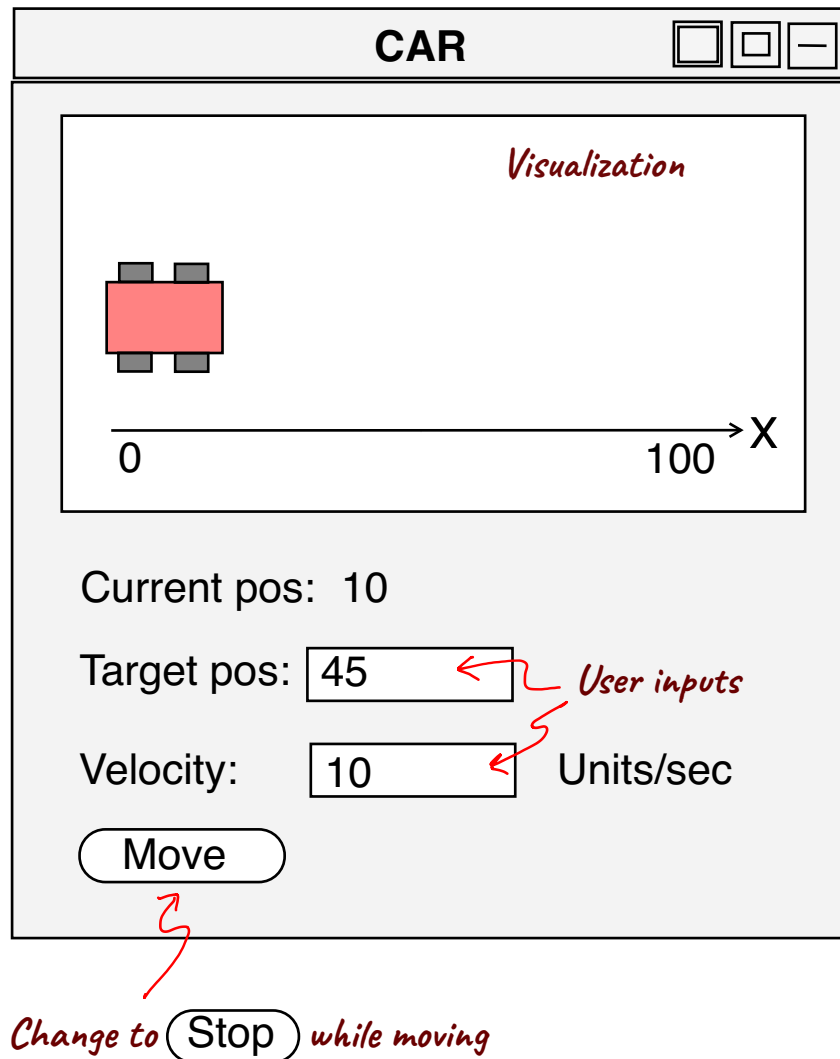 CAR
Visualization
X
0 100
Current pos: 10
Target pos: 45
User inputs
Velocity: 10 Units/sec
Move
Change to Stop while moving